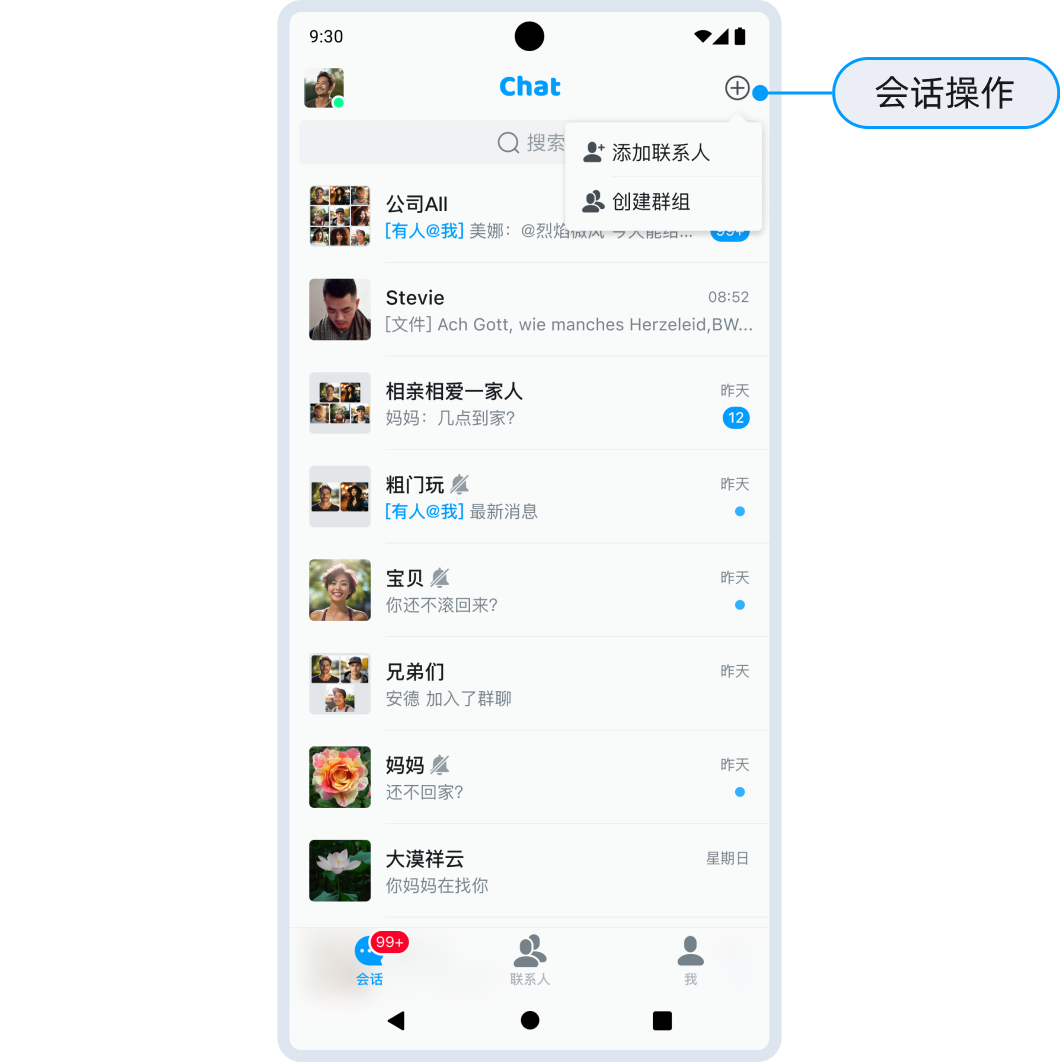 9:30
Chat
会话操作
搜索
添加联系人
创建群组
公司All
[有人@我] 美娜：@烈焰微风 今天能结... 99+
Stevie 08:52
[文件] Ach Gott, wie manches Herzeleid,BW...
相亲相爱一家人 昨天
妈妈：几点到家? 12
粗门玩 昨天
[有人@我] 最新消息
宝贝 昨天
你还不滚回来?
兄弟们 昨天
安德 加入了群聊
妈妈 昨天
还不回家?
大漠祥云 星期日
你妈妈在找你
99+
会话 联系人 我